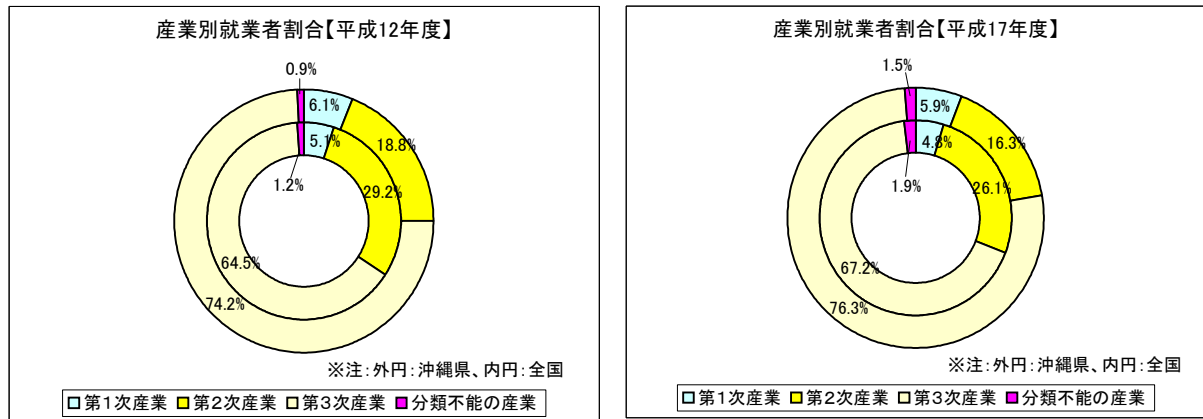 産業別就業者割合【平成12年度】
0.9%
6.1%
5.1%
18.8%
1.2%
29.2%
64.5%
74.2%
※注:外円:沖縄県、内円:全国
第1次産業 第2次産業 第3次産業 分類不能の産業
産業別就業者割合【平成17年度】
1.5%
5.9%
4.8%
16.3%
1.9%
26.1%
67.2%
76.3%
※注:外円:沖縄県、内円:全国
第1次産業 第2次産業 第3次産業 分類不能の産業